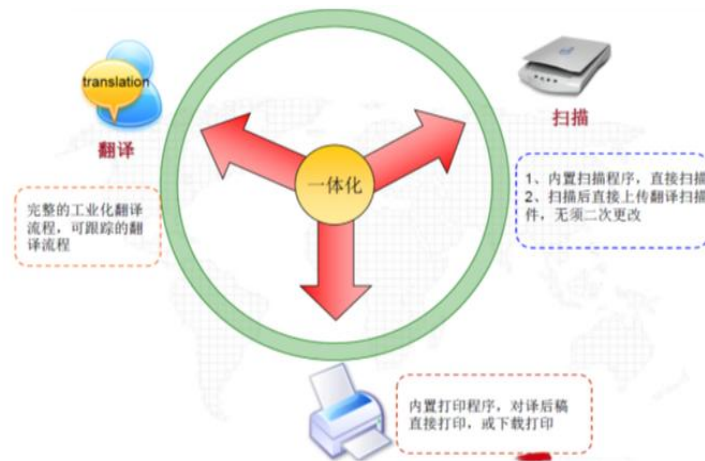 translation
翻译
完整的工业化翻译
流程，可跟踪的翻
译流程
一体化
扫描
1、内置扫描程序，直接扫描
2、扫描后直接上传翻译扫描
件，无须二次更改
内置打印程序，对译后稿
直接打印，或下载打印